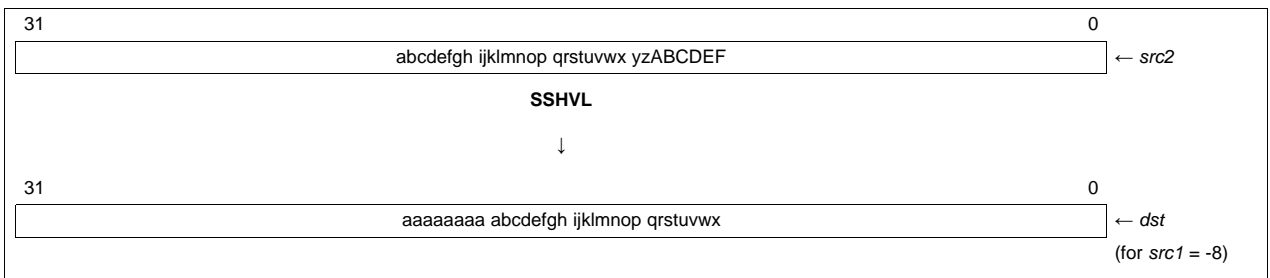 31 0
abcdefgh ijklmnop qrstuvwx yzABCDEF ← src2
SSHVL
↓
31 0
aaaaaaaa abcdefgh ijklmnop qrstuvwx ← dst
(for src1 = -8)